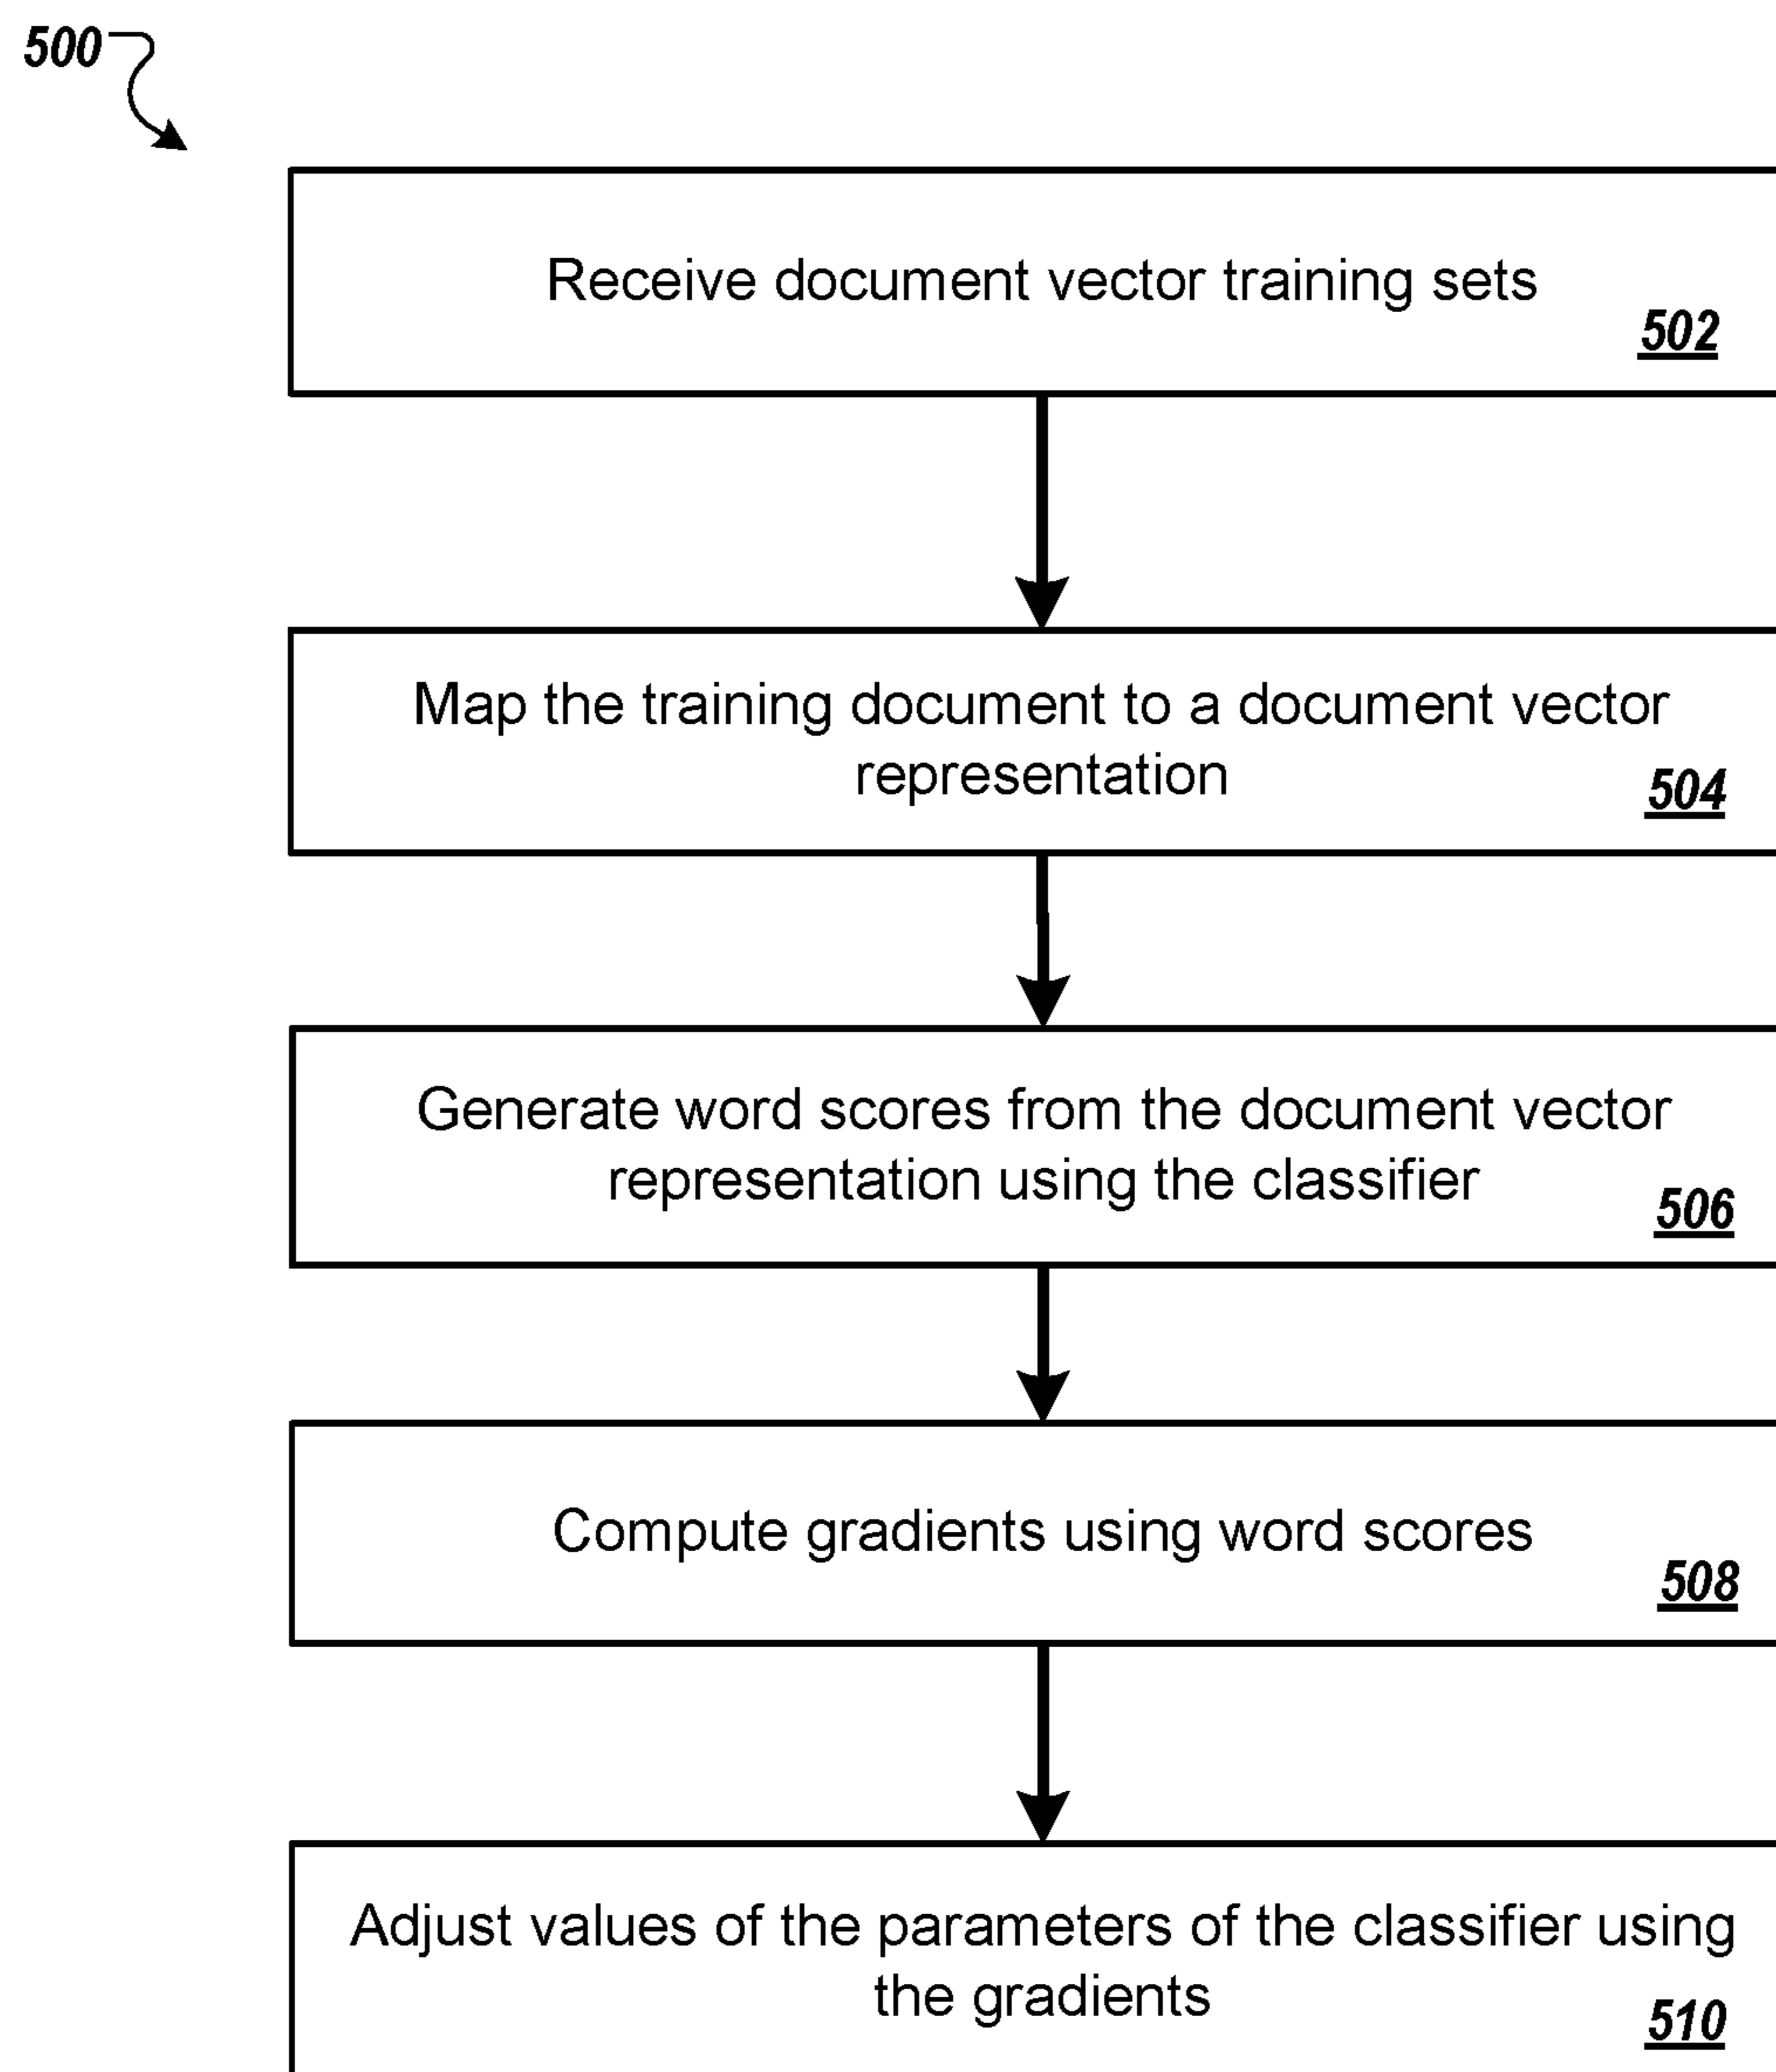 500
Receive document vector training sets
502
Map the training document to a document vector
representation
504
Generate word scores from the document vector
representation using the classifier
506
Compute gradients using word scores
508
Adjust values of the parameters of the classifier using
the gradients
510